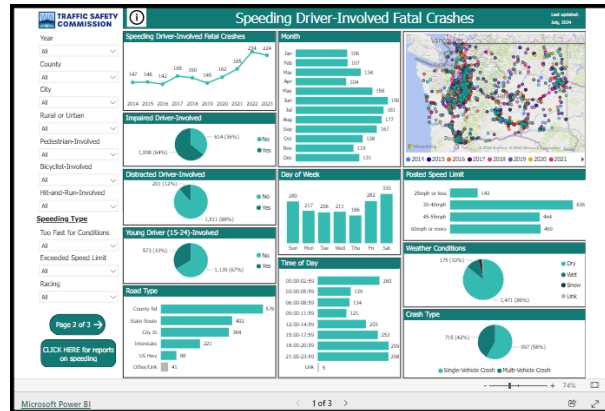 TRAFFIC SAFETY
COMMISSION
Speeding Driver-Involved Fatal Crashes
Last updated:
July, 2024
Year
All
County
All
City
All
Rural or Urban
All
Pedestrian-Involved
All
Bicyclist-Involved
All
Hit-and-Run-Involved
All
Speeding Type
Too Fast for Conditions
All
Exceeded Speed Limit
All
Racing
All
Page 2 of 3 →
CLICK HERE for reports
on speeding
Speeding Driver-Involved Fatal Crashes
147 146 142 165 160 145 162 185 234 224
2014 2015 2016 2017 2018 2019 2020 2021 2022 2023
Impaired Driver-Involved
614 (36%)
1,098 (64%)
No
Yes
Distracted Driver-Involved
201 (12%)
1,511 (88%)
No
Yes
Young Driver (15-24)-Involved
573 (33%)
1,139 (67%)
No
Yes
Road Type
County Rd 576
State Route 402
City St 384
Interstate 221
US Hwy 88
Other/Unk 41
Month
Jan 106
Feb 107
Mar 134
Apr 104
May 158
Jun
Jul 181
Aug 177
Sep 167
Oct 138
Nov 113
Dec 131
Day of Week
260 217 206 211 186 292 330
Sun Mon Tue Wed Thu Fri Sat
Time of Day
00:00-02:59 260
03:00-05:59 139
06:00-08:59 134
09:00-11:59 121
12:00-14:59 203
15:00-17:59 253
18:00-20:59 299
21:00-23:59 298
Unk 5
Vancouver
2014 2015 2016 2017 2018 2019 2020 2021
Posted Speed Limit
25mph or less 143
30-40mph 636
45-55mph 464
60mph or more 469
Weather Conditions
175 (10%)
1,471 (86%)
Dry
Wet
Snow
Unk
Crash Type
715 (42%)
997 (58%)
Single-Vehicle Crash Multi-Vehicle Crash
- + 74%
Microsoft Power BI
< 1 of 3 >